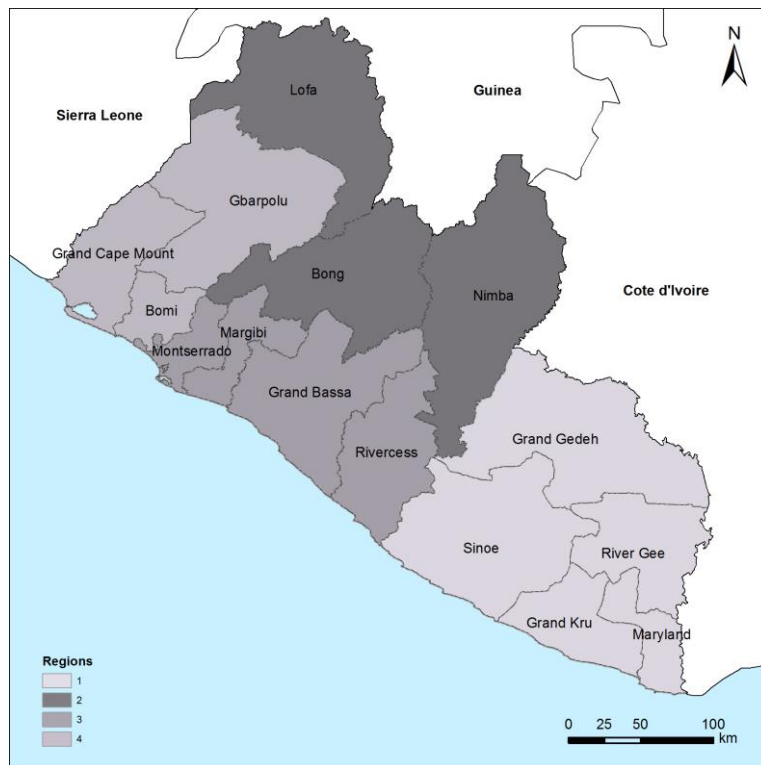 N
Lofa
Guinea
Sierra Leone
Gbarpolu
Grand Cape Mount
Bong
Nimba
Cote d'Ivoire
Bomi
Margibi
Montserrado
Grand Bassa
Grand Gedeh
Rivercess
Sinoe
River Gee
Grand Kru
Maryland
Regions
1
2
3
4
0 25 50 100
km